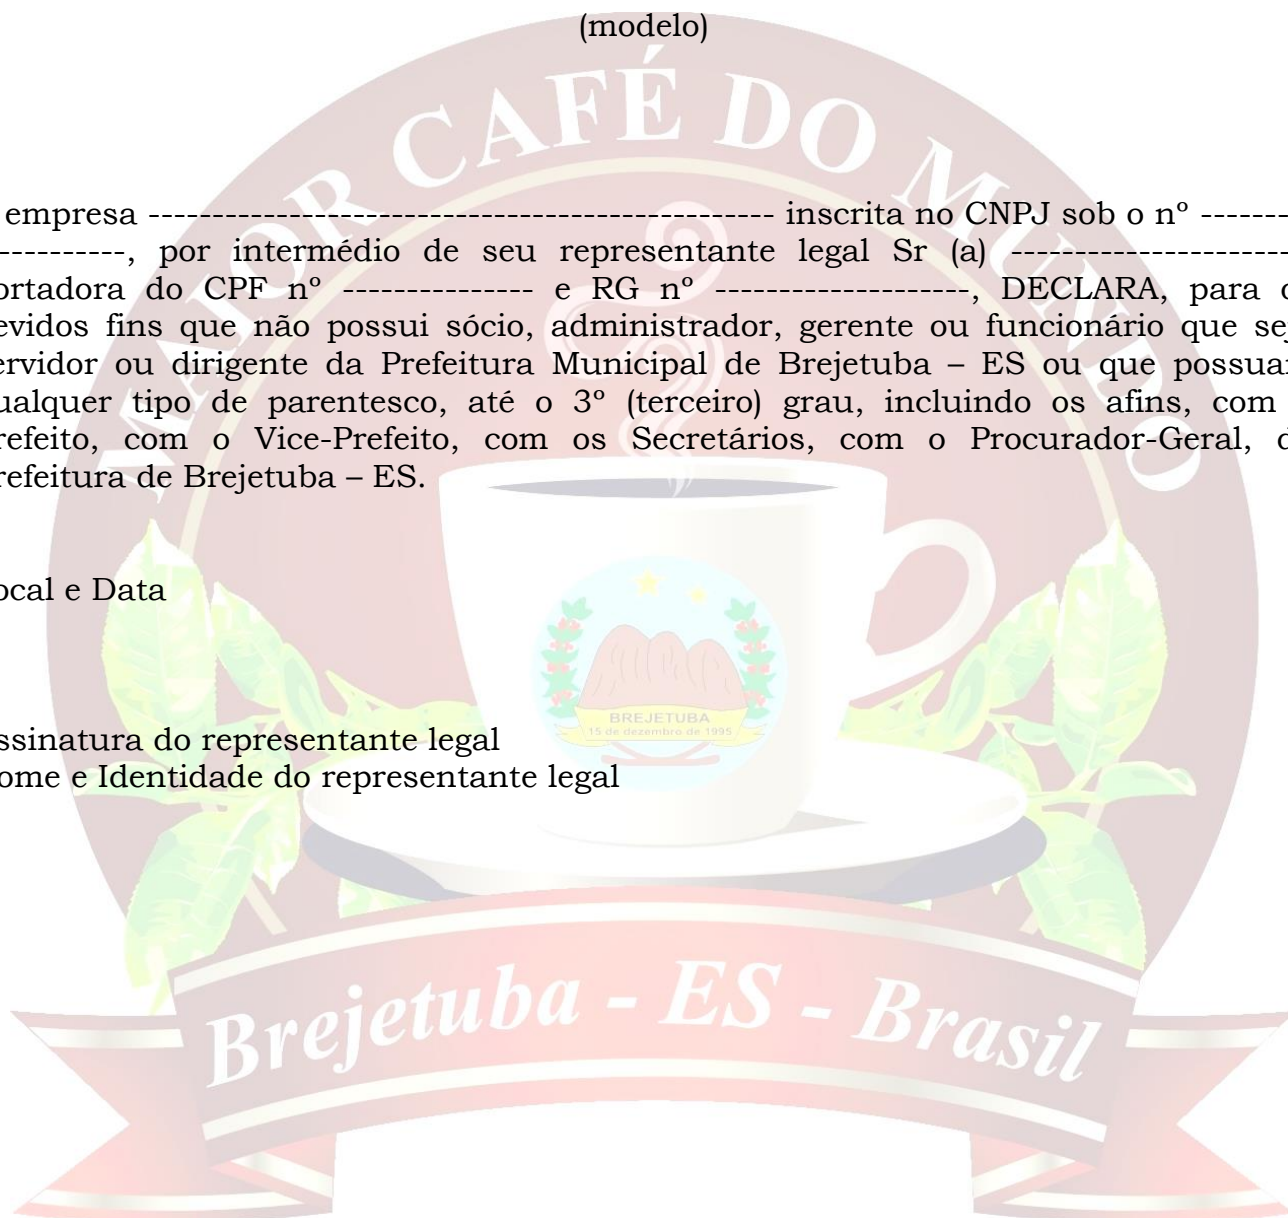 (modelo)
MAIOR CAFÉ DO MUNDO
empresa ------------------------------------------------- inscrita no CNPJ sob o nº -------
----------, por intermédio de seu representante legal Sr (a) ----------------------
ortadora do CPF nº --------------- e RG nº --------------------, DECLARA, para o
evidos fins que não possui sócio, administrador, gerente ou funcionário que sej
ervidor ou dirigente da Prefeitura Municipal de Brejetuba – ES ou que possuar
ualquer tipo de parentesco, até o 3º (terceiro) grau, incluindo os afins, com
refeito, com o Vice-Prefeito, com os Secretários, com o Procurador-Geral, d
refeitura de Brejetuba – ES.
ocal e Data
BREJETUBA
15 de dezembro de 1995
ssinatura do representante legal
ome e Identidade do representante legal
Brejetuba - ES - Brasil